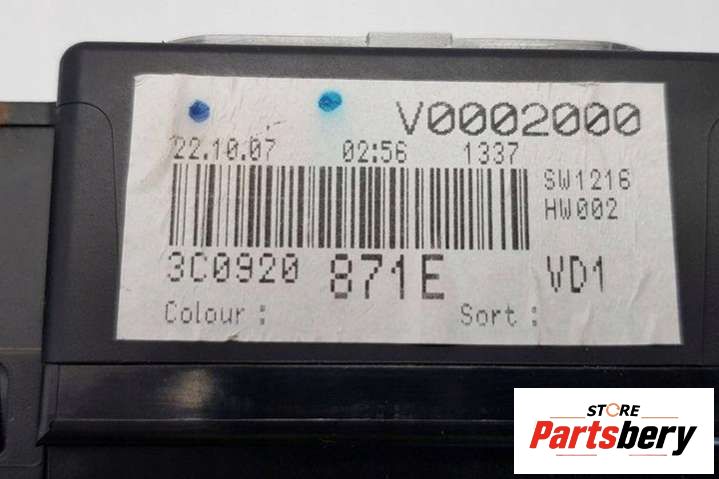 V0002000
22.10.07 02:56 1337
SW1216
HW002
3C0920 871E VD1
Colour : Sort :
STORE
Partsbery